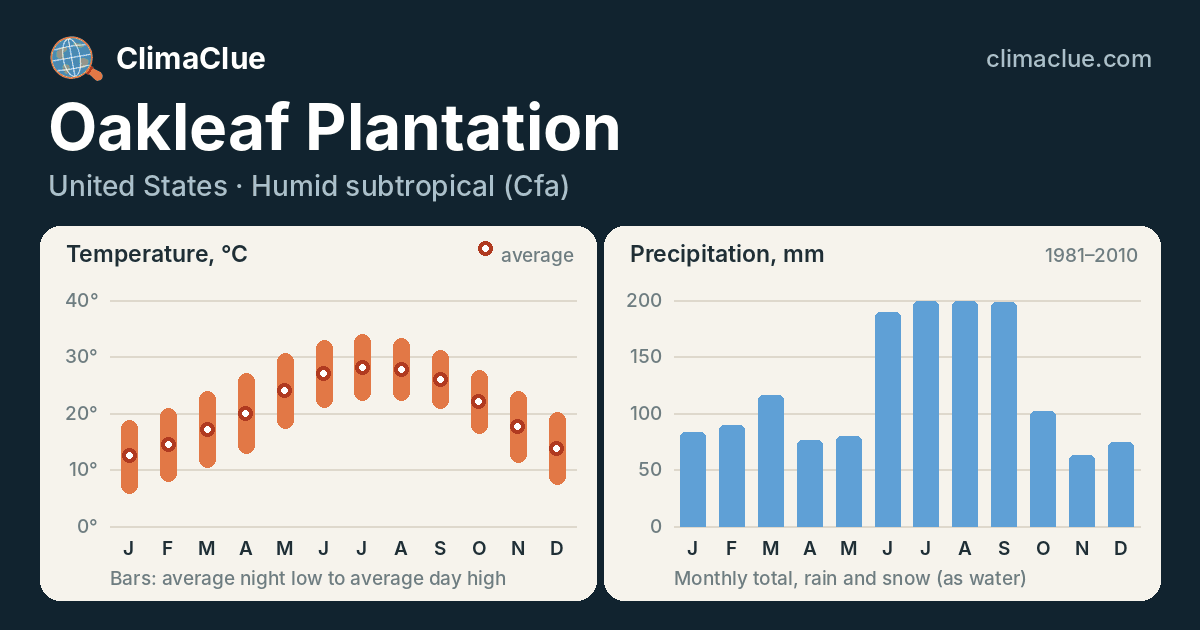 ClimaClue
climaclue.com
Oakleaf Plantation
United States · Humid subtropical (Cfa)
Temperature, °C
average
40°
30°
20°
10°
0°
J F M A M J J A S O N D
Bars: average night low to average day high
Precipitation, mm
1981–2010
200
150
100
50
0
J F M A M J J A S O N D
Monthly total, rain and snow (as water)